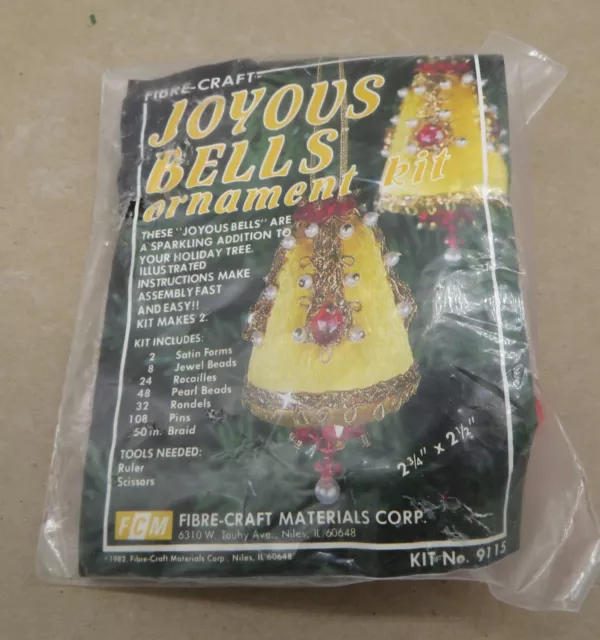 FIBRE-CRAFT
JOYOUS
BELLS
ornament kit
THESE "JOYOUS BELLS" ARE
A SPARKLING ADDITION TO
YOUR HOLIDAY TREE.
ILLUSTRATED
INSTRUCTIONS MAKE
ASSEMBLY FAST
AND EASY!!
KIT MAKES 2.
KIT INCLUDES:
2 Satin Forms
8 Jewel Beads
24 Rocailles
48 Pearl Beads
32 Rondels
108 Pins
50 in. Braid
TOOLS NEEDED:
Ruler
Scissors
2¾" x 2½"
FCM FIBRE-CRAFT MATERIALS CORP.
6310 W. Touhy Ave., Niles, IL 60648
©1982, Fibre-Craft Materials Corp., Niles, IL 60648
KIT No. 9115